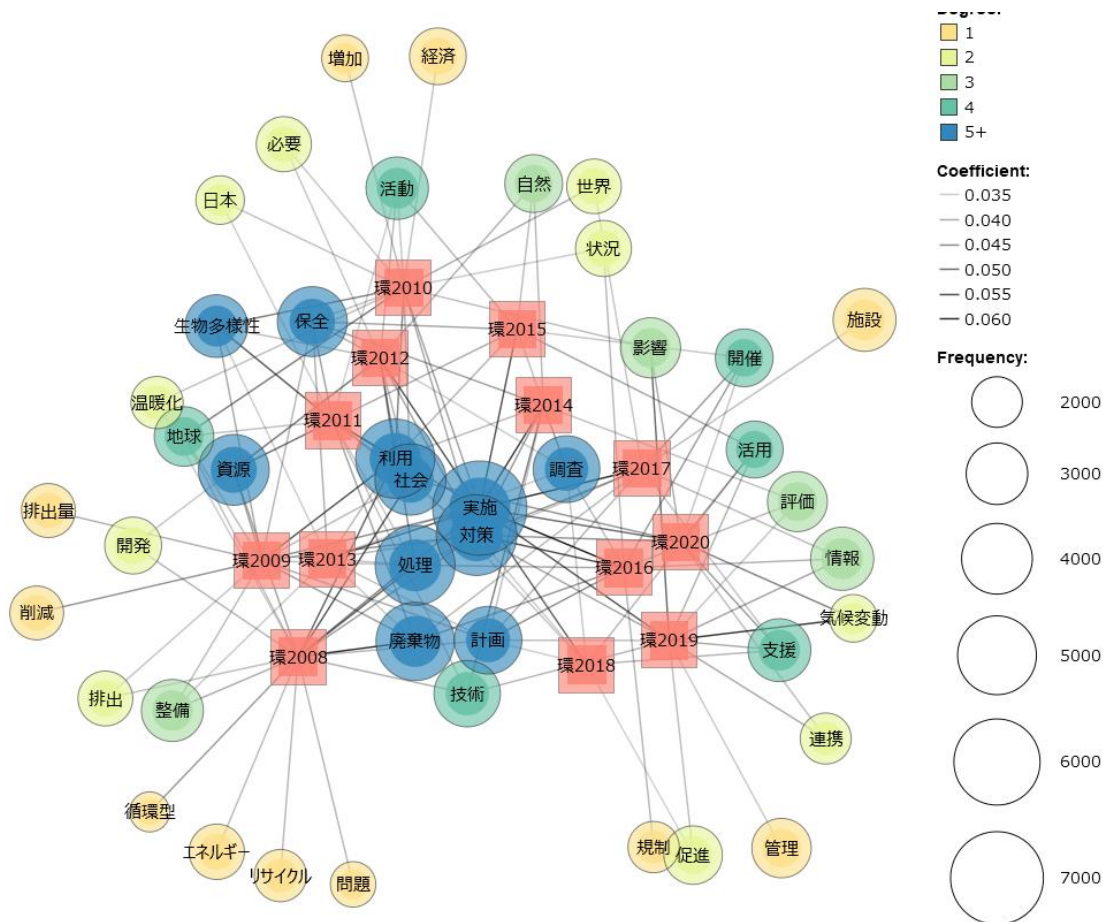 Degree:
1
2
3
4
5+
Coefficient:
0.035
0.040
0.045
0.050
0.055
0.060
Frequency:
2000
3000
4000
5000
6000
7000
増加
経済
必要
活動
自然
世界
日本
状況
環2010
生物多様性
保全
環2015
施設
環2012
影響
開催
温暖化
環2011
環2014
地球
利用
活用
資源
社会
調査
環2017
排出量
実施
評価
開発
対策
環2020
環2009
環2013
処理
環2016
情報
削減
気候変動
廃棄物
計画
環2019
支援
環2008
環2018
排出
整備
技術
連携
循環型
エネルギー
リサイクル
問題
規制
促進
管理